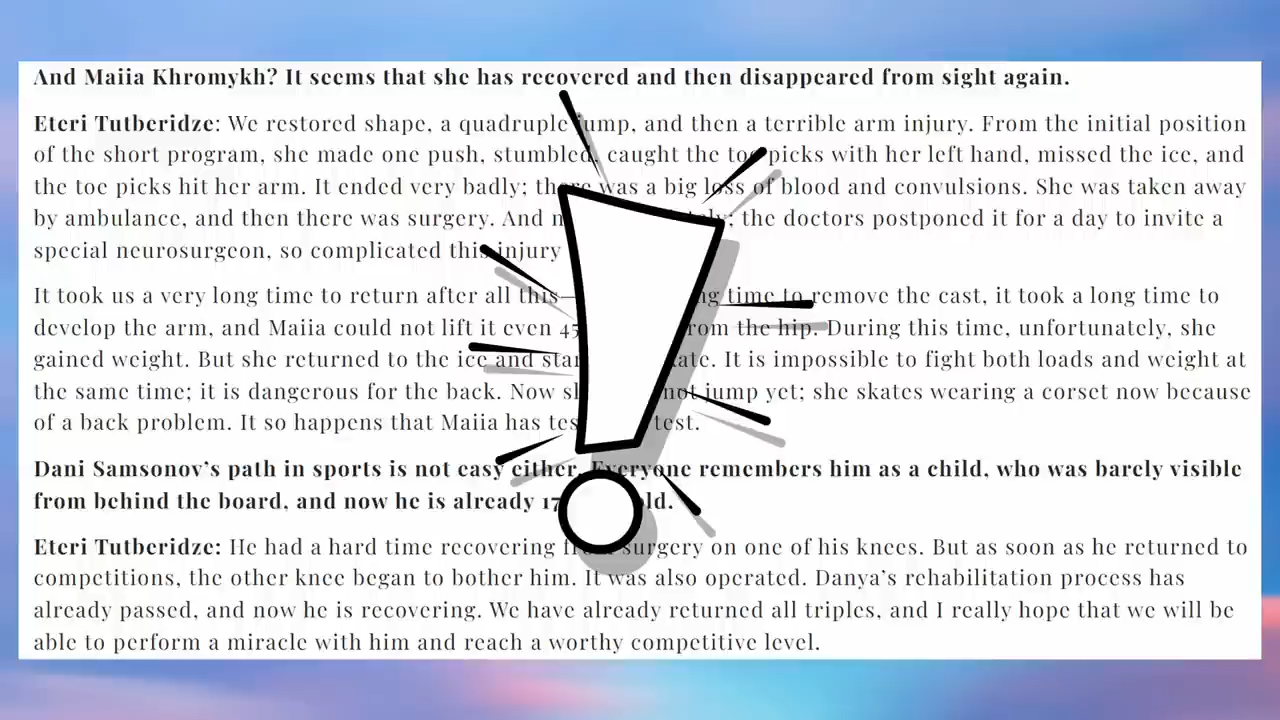 And Maiia Khromykh? It seems that she has recovered and then disappeared from sight again.
Eteri Tutberidze: We restored shape, a quadruple jump, and then a terrible arm injury. From the initial position
of the short program, she made one push, stumbled, caught the toe picks with her left hand, missed the ice, and
the toe picks hit her arm. It ended very badly; there was a big loss of blood and convulsions. She was taken away
by ambulance, and then there was surgery. And the doctors postponed it for a day to invite a
special neurosurgeon, so complicated this injury
It took us a very long time to return after all this— time to remove the cast, it took a long time to
develop the arm, and Maiia could not lift it even 45 from the hip. During this time, unfortunately, she
gained weight. But she returned to the ice and It is impossible to fight both loads and weight at
the same time; it is dangerous for the back. Now not jump yet; she skates wearing a corset now because
of a back problem. It so happens that Maiia has test.
Dani Samsonov's path in sports is not easy either. Everyone remembers him as a child, who was barely visible
from behind the board, and now he is already 17
Eteri Tutberidze: He had a hard time recovering from surgery on one of his knees. But as soon as he returned to
competitions, the other knee began to bother him. It was also operated. Danya's rehabilitation process has
already passed, and now he is recovering. We have already returned all triples, and I really hope that we will be
able to perform a miracle with him and reach a worthy competitive level.